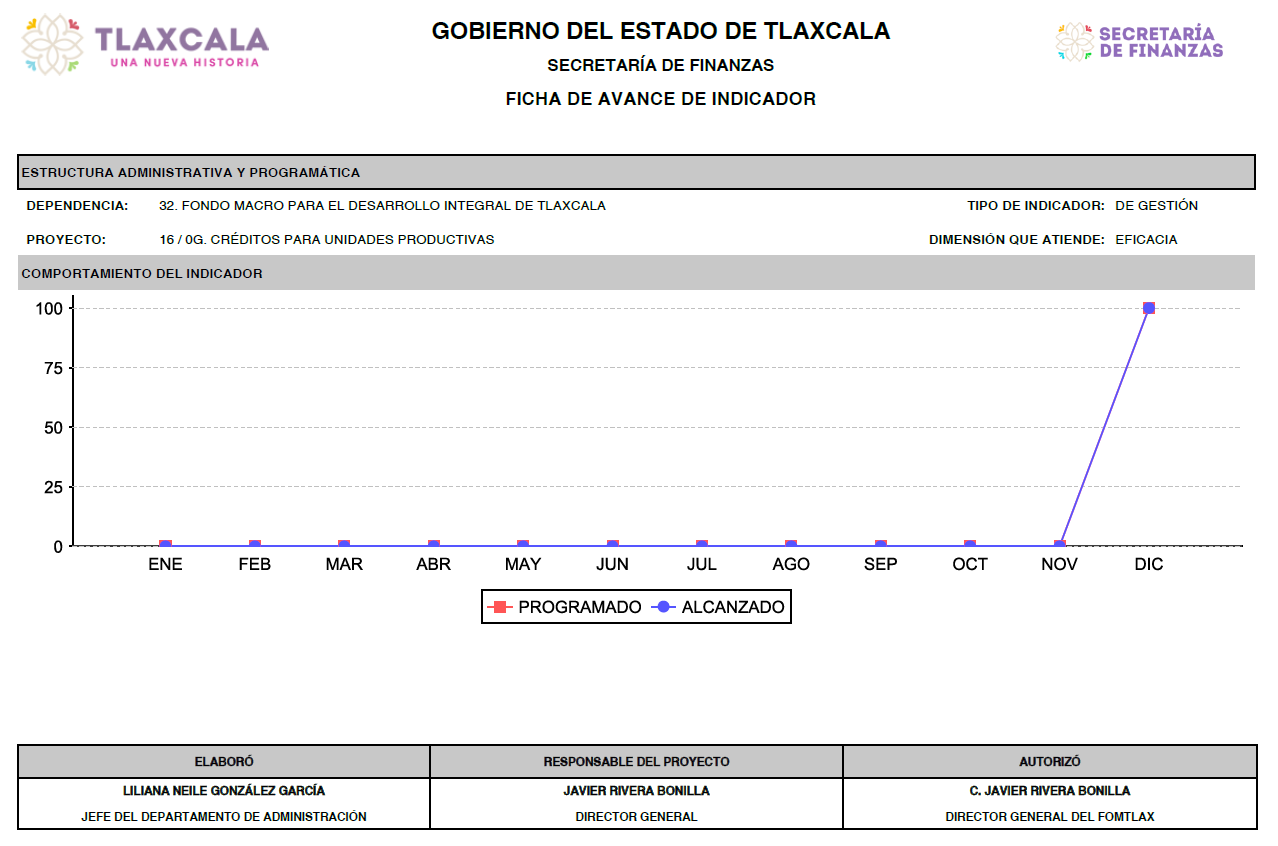 TLAXCALA
UNA NUEVA HISTORIA
GOBIERNO DEL ESTADO DE TLAXCALA
SECRETARÍA DE FINANZAS
FICHA DE AVANCE DE INDICADOR
SECRETARÍA
DE FINANZAS
ESTRUCTURA ADMINISTRATIVA Y PROGRAMÁTICA
DEPENDENCIA: 32. FONDO MACRO PARA EL DESARROLLO INTEGRAL DE TLAXCALA TIPO DE INDICADOR: DE GESTIÓN
PROYECTO: 16 / 0G. CRÉDITOS PARA UNIDADES PRODUCTIVAS DIMENSIÓN QUE ATIENDE: EFICACIA
COMPORTAMIENTO DEL INDICADOR
100
75
50
25
0
ENE FEB MAR ABR MAY JUN JUL AGO SEP OCT NOV DIC
PROGRAMADO ALCANZADO
ELABORÓ RESPONSABLE DEL PROYECTO AUTORIZÓ
LILIANA NEILE GONZÁLEZ GARCÍA JAVIER RIVERA BONILLA C. JAVIER RIVERA BONILLA
JEFE DEL DEPARTAMENTO DE ADMINISTRACIÓN DIRECTOR GENERAL DIRECTOR GENERAL DEL FOMTLAX